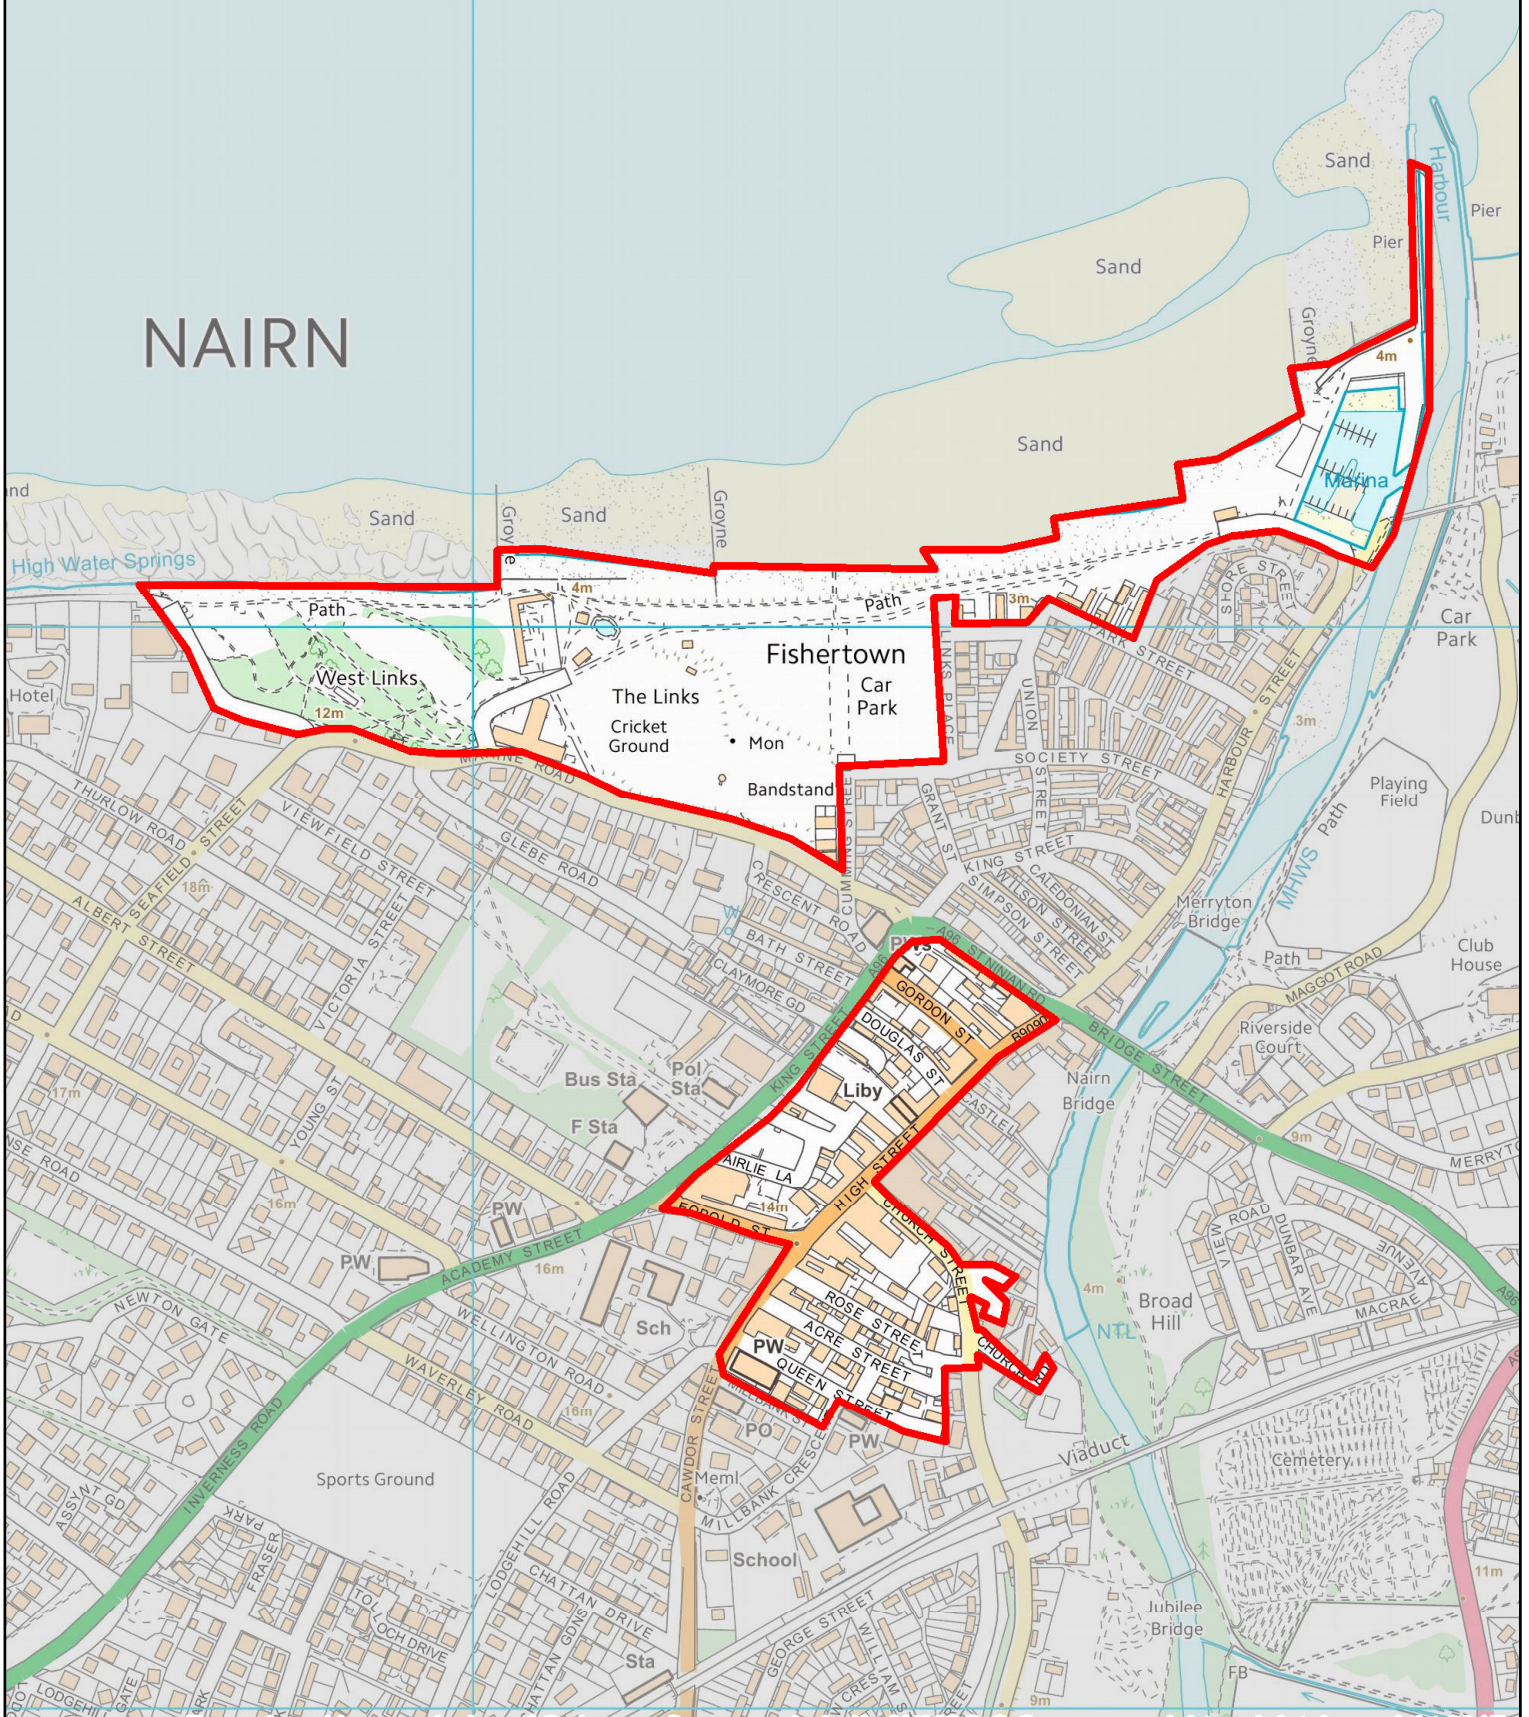 Sand
Harbour
Pier
Pier
Sand
NAIRN
Groyne
4m
Sand
Marina
Sand
Sand
Groyne
Groyne
High Water Springs
4m
Path
Path
3m
SHORE STREET
PARK STREET
Car
Park
Fishertown
West Links
The Links
Car
Park
LINKS PLACE
UNION
STREET
Hotel
12m
Cricket
Ground
Mon
HARBOUR STREET
3m
MARINE ROAD
SOCIETY STREET
Bandstand
Playing
Field
Path
THURLOW ROAD
VIEWFIELD STREET
SEAFIELD STREET
GLEBE ROAD
GRANT ST
KING STREET
CALEDONIAN ST
WILSON STREET
SIMPSON STREET
MHWS
18m
ALBERT STREET
CRESCENT ROAD
W
Merryton
Bridge
VICTORIA STREET
BATH STREET
CLAYMORE GD
A96
PWs
A96 ST NINIAN RD
Path
MAGGOT ROAD
Club
House
GORDON ST
DOUGLAS ST
B9090
BRIDGE STREET
Riverside
Court
KING STREET
Bus Sta
Pol
Sta
Liby
Nairn
Bridge
17m
YOUNG ST
F Sta
CASTLE L
9m
AIRLIE LA
HIGH STREET
16m
14m
PW
PW
ACADEMY STREET
16m
CHURCH STREET
VIEW ROAD
DUNBAR AVE
AVENUE
MACRAE
4m
Broad
Hill
A96
NEWTON GATE
WELLINGTON ROAD
Sch
ROSE STREET
ACRE STREET
QUEEN STREET
PW
NTL
WAVERLEY ROAD
16m
MILLBANK ST
PO
PW
INVERNESS ROAD
CAWDOR STREET
Sports Ground
Meml
MILLBANK CRESCE
Viaduct
Cemetery
ASSYNT GD
PARK
FRASER
LODGEHILL ROAD
School
11m
TOLLOCH DRIVE
CHATTAN DRIVE
CHATTAN GDNS
GEORGE STREET
Jubilee
Bridge
Sta
FB
9m